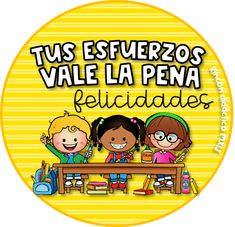 TUS ESFUERZOS
VALE LA PENA
felicidades